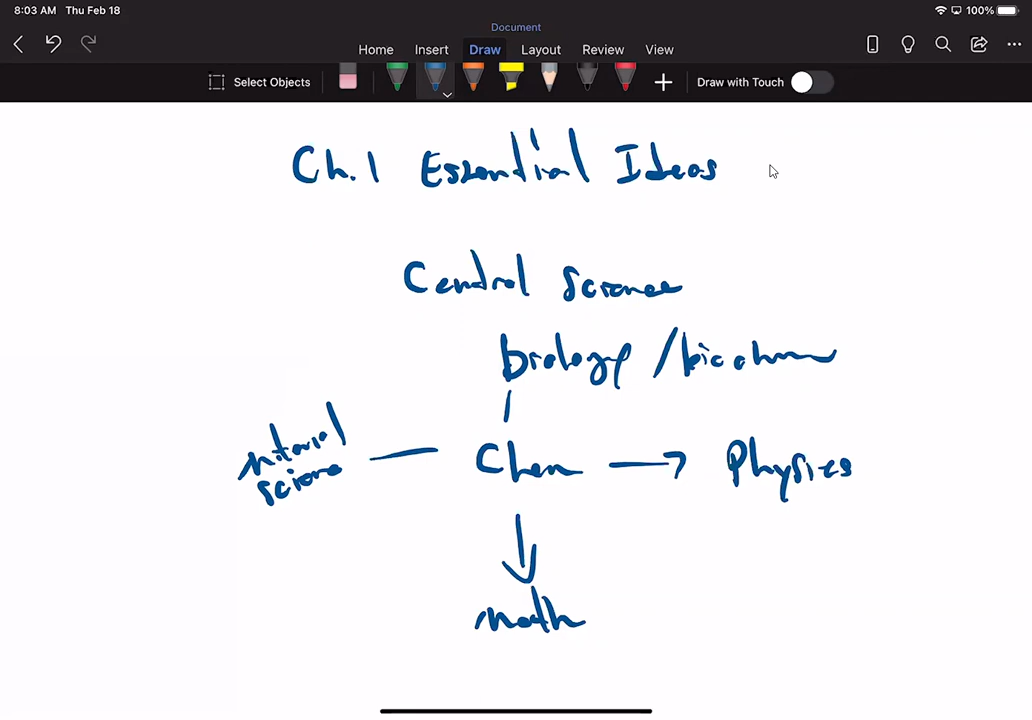 8:03 AM Thu Feb 18 100%
Document
Home Insert Draw Layout Review View
Select Objects Draw with Touch
Ch. 1 Essential Ideas
Central Science
biology / biochem
Chem Physics
science
math